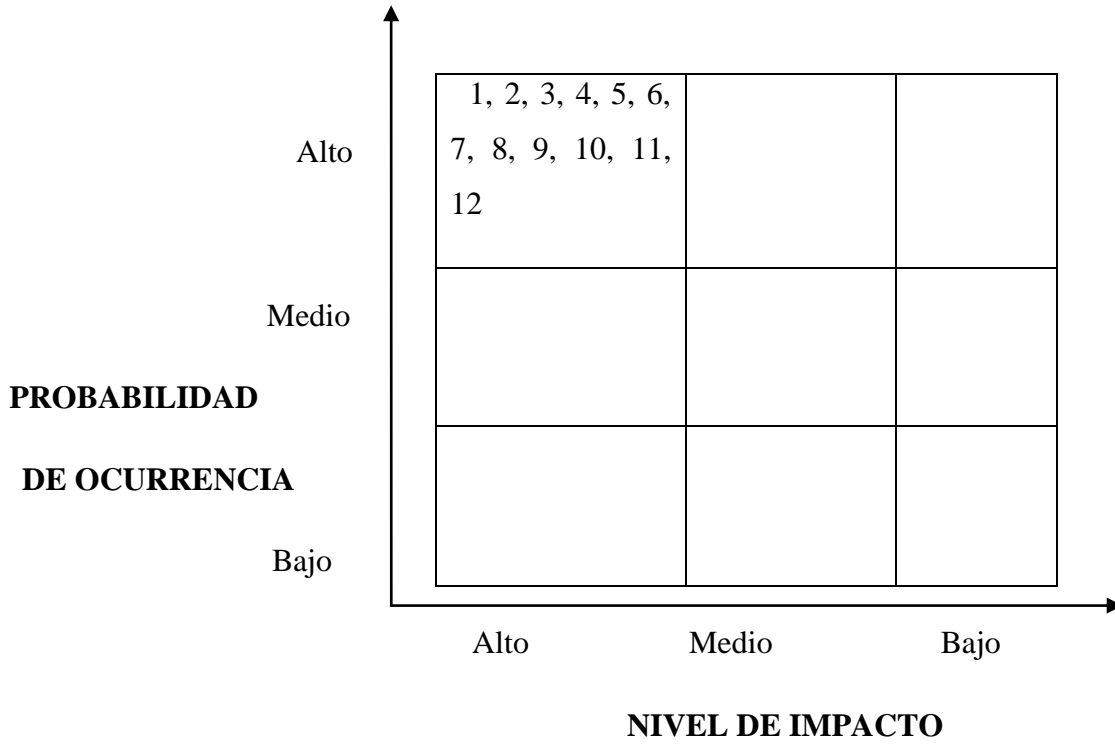 1, 2, 3, 4, 5, 6,
Alto
7, 8, 9, 10, 11,
12
Medio
PROBABILIDAD
DE OCURRENCIA
Bajo
Alto Medio Bajo
NIVEL DE IMPACTO